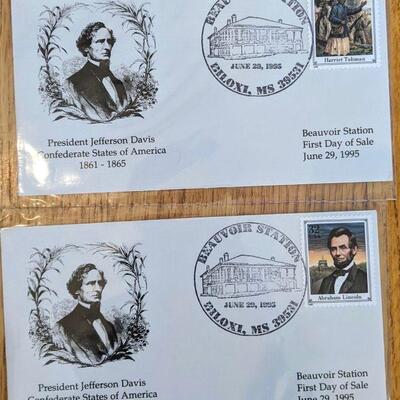 BEAUVOIR STATION
JUNE 29, 1995
BILOXI, MS 39531
Harriet Tubman
President Jefferson Davis
Confederate States of America
1861 - 1865
Beauvoir Station
First Day of Sale
June 29, 1995
BEAUVOIR STATION
JUNE 29, 1995
BILOXI, MS 39531
32
USA
Abraham Lincoln
President Jefferson Davis
Confederate States of America
Beauvoir Station
First Day of Sale
June 29, 1995